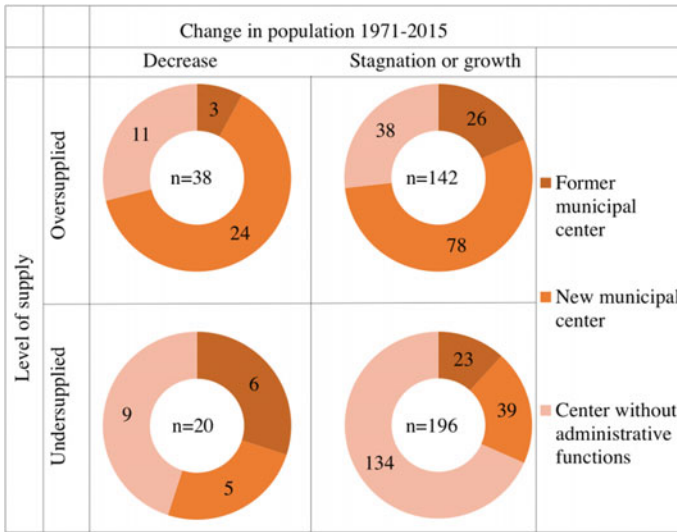 Change in population 1971-2015
Decrease
Stagnation or growth
Level of supply
Oversupplied
3
11
n=38
24
26
38
n=142
78
Undersupplied
6
9
n=20
5
23
39
n=196
134
Former
municipal
center
New municipal
center
Center without
administrative
functions